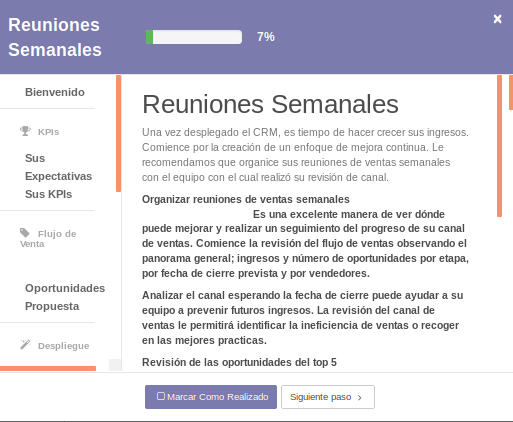 Reuniones
Semanales
7%
×
Bienvenido
KPIs
Sus
Expectativas
Sus KPIs
Flujo de
Venta
Oportunidades
Propuesta
Despliegue
Reuniones Semanales
Una vez desplegado el CRM, es tiempo de hacer crecer sus ingresos.
Comience por la creación de un enfoque de mejora continua. Le
recomendamos que organice sus reuniones de ventas semanales
con el equipo con el cual realizó su revisión de canal.
Organizar reuniones de ventas semanales
Es una excelente manera de ver dónde
puede mejorar y realizar un seguimiento del progreso de su canal
de ventas. Comience la revisión del flujo de ventas observando el
panorama general; ingresos y número de oportunidades por etapa,
por fecha de cierre prevista y por vendedores.
Analizar el canal esperando la fecha de cierre puede ayudar a su
equipo a prevenir futuros ingresos. La revisión del canal de
ventas le permitirá identificar la ineficiencia de ventas o recoger
en las mejores practicas.
Revisión de las oportunidades del top 5
Marcar Como Realizado
Siguiente paso